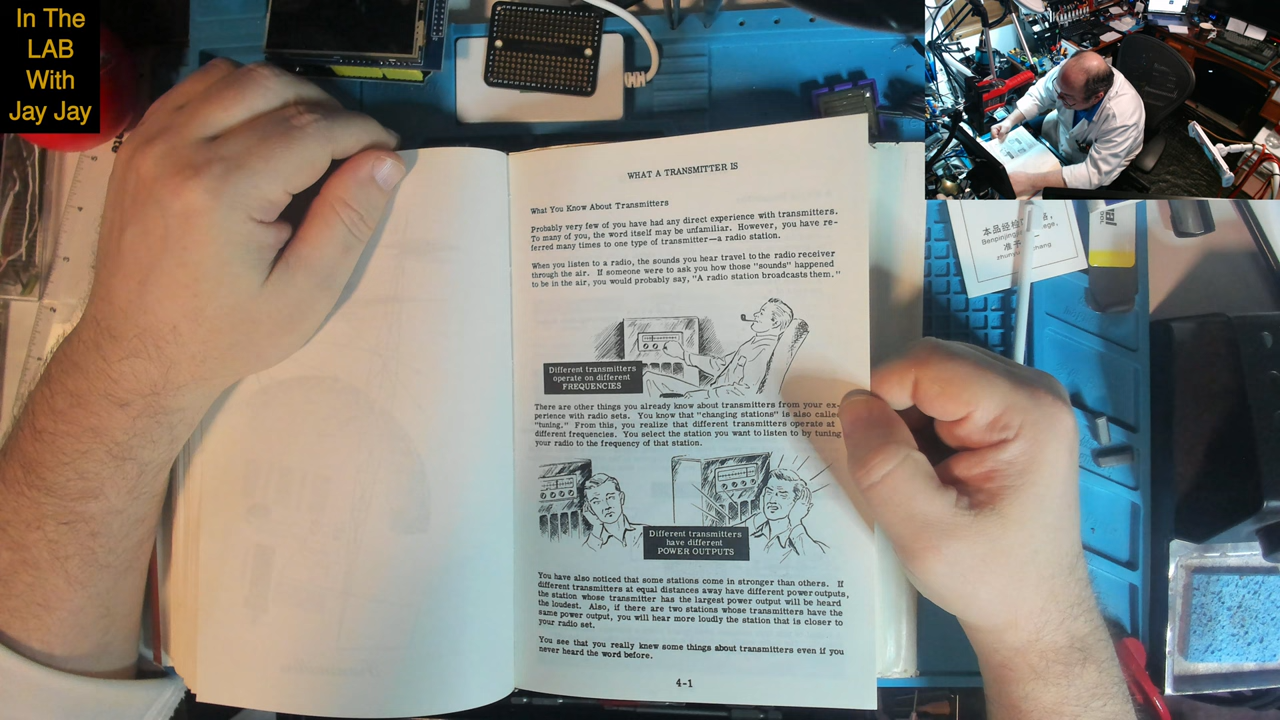 In The
LAB
With
Jay Jay
WHAT A TRANSMITTER IS
What You Know About Transmitters
Probably very few of you have had any direct experience with transmitters.
To many of you, the word itself may be unfamiliar. However, you have re-
ferred many times to one type of transmitter—a radio station.
When you listen to a radio, the sounds you hear travel to the radio receiver
through the air. If someone were to ask you how those "sounds" happened
to be in the air, you would probably say, "A radio station broadcasts them."
Different transmitters
operate on different
FREQUENCIES
There are other things you already know about transmitters from your ex-
perience with radio sets. You know that "changing stations" is also called
"tuning." From this, you realize that different transmitters operate at
different frequencies. You select the station you want to listen to by tuning
your radio to the frequency of that station.
Different transmitters
have different
POWER OUTPUTS
You have also noticed that some stations come in stronger than others. If
different transmitters at equal distances away have different power outputs,
the station whose transmitter has the largest power output will be heard
the loudest. Also, if there are two stations whose transmitters have the
same power output, you will hear more loudly the station that is closer to
your radio set.
You see that you really knew some things about transmitters even if you
never heard the word before.
4-1
本品经检
准予